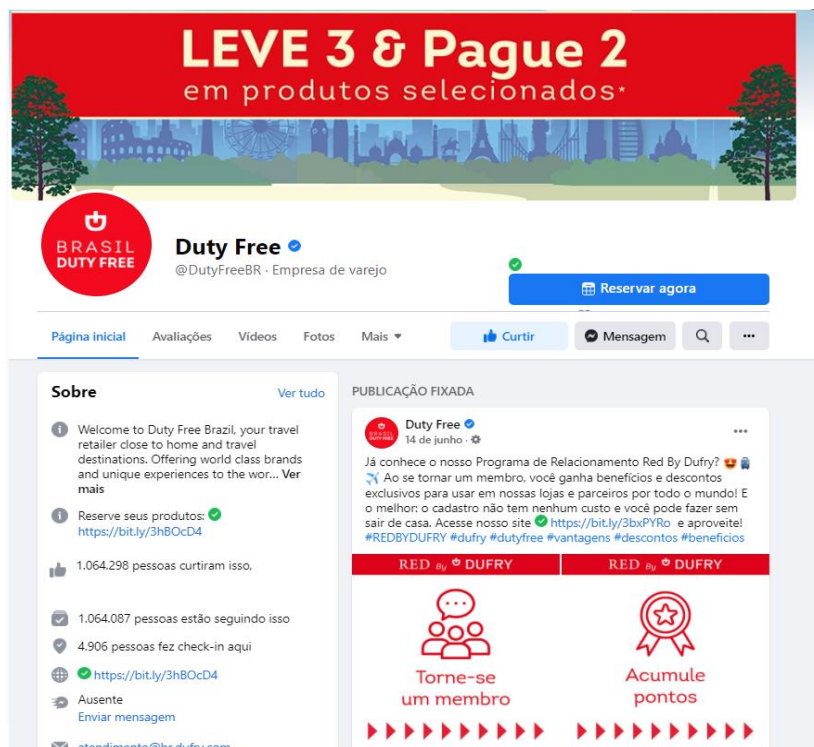 LEVE 3 & Pague 2
em produtos selecionados*
BRASIL
DUTY FREE
Duty Free
@DutyFreeBR · Empresa de varejo
Reservar agora
Página inicial
Avaliações
Vídeos
Fotos
Mais
Curtir
Mensagem
Sobre
Ver tudo
Welcome to Duty Free Brazil, your travel
retailer close to home and travel
destinations. Offering world class brands
and unique experiences to the wor... Ver
mais
Reserve seus produtos:
https://bit.ly/3hBOcD4
1.064.298 pessoas curtiram isso,
1.064.087 pessoas estão seguindo isso
4.906 pessoas fez check-in aqui
https://bit.ly/3hBOcD4
Ausente
Enviar mensagem
atendimento@br.dufry.com
PUBLICAÇÃO FIXADA
BRASIL
DUTY FREE
Duty Free
14 de junho ·
Já conhece o nosso Programa de Relacionamento Red By Dufry? 😍 🧳
✈️ Ao se tornar um membro, você ganha benefícios e descontos
exclusivos para usar em nossas lojas e parceiros por todo o mundo! E
o melhor: o cadastro não tem nenhum custo e você pode fazer sem
sair de casa. Acesse nosso site https://bit.ly/3bxPYRo e aproveite!
#REDBYDUFRY #dufry #dutyfree #vantagens #descontos #beneficios
RED By DUFRY
RED By DUFRY
Torne-se
um membro
Acumule
pontos